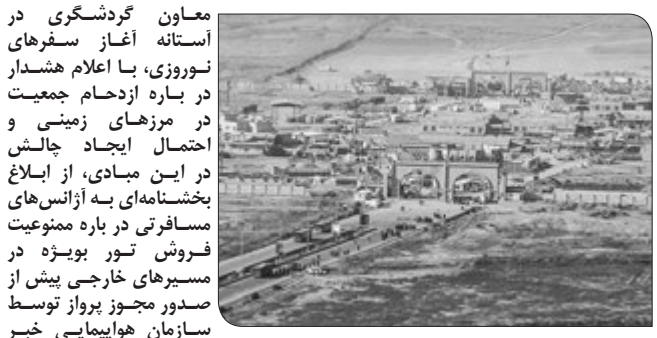 معاون گردشگری در
آستانه آغاز سفرهای
نوروزی، با اعلام هشدار
در باره ازدحام جمعیت
در مرزهای زمینی و
احتمال ایجاد چالش
در این مبادی، از ابلاغ
بخشنامه‌ای به آژانس‌های
مسافرتی در باره ممنوعیت
فروش تور بویژه در
مسیرهای خارجی پیش از
صدور مجوز پرواز توسط
سازمان هواپیمایی خبر